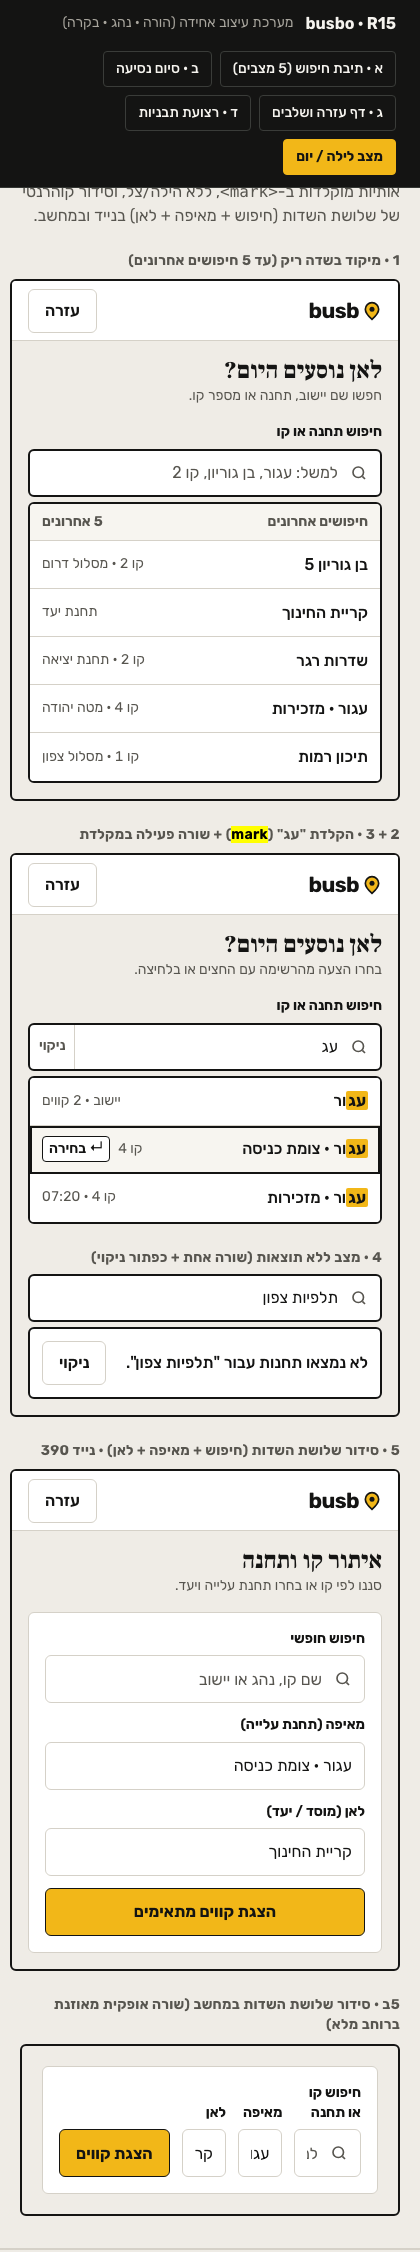 busbo • R15 מערכת עיצוב אחידה (הורה • נהג • בקרה)
א • תיבת חיפוש (5 מצבים)
ב • סיום נסיעה
ג • דף עזרה ושלבים
ד • רצועת תבניות
מצב לילה / יום
אותיות מוקלדות ב-<mark>, ללא הילה/צל, וסידור קוהרנטי
של שלושת השדות (חיפוש + מאיפה + לאן) בנייד ובמחשב.
1 • מיקוד בשדה ריק (עד 5 חיפושים אחרונים)
busb
עזרה
לאן נוסעים היום?
חפשו שם יישוב, תחנה או מספר קו.
חיפוש תחנה או קו
למשל: עגור, בן גוריון, קו 2
חיפושים אחרונים
5 אחרונים
בן גוריון 5
קו 2 • מסלול דרום
קריית החינוך
תחנת יעד
שדרות רגר
קו 2 • תחנת יציאה
עגור • מזכירות
קו 4 • מטה יהודה
תיכון רמות
קו 1 • מסלול צפון
2 + 3 • הקלדת "עג" (mark) + שורה פעילה במקלדת
busb
עזרה
לאן נוסעים היום?
בחרו הצעה מהרשימה עם החצים או בלחיצה.
חיפוש תחנה או קו
עג
ניקוי
עגור
יישוב • 2 קווים
עגור • צומת כניסה
קו 4
↵ בחירה
עגור • מזכירות
קו 4 • 07:20
4 • מצב ללא תוצאות (שורה אחת + כפתור ניקוי)
תלפיות צפון
לא נמצאו תחנות עבור "תלפיות צפון".
ניקוי
5 • סידור שלושת השדות (חיפוש + מאיפה + לאן) • נייד 390
busb
עזרה
איתור קו ותחנה
סננו לפי קו או בחרו תחנת עלייה ויעד.
חיפוש חופשי
שם קו, נהג או יישוב
מאיפה (תחנת עלייה)
עגור • צומת כניסה
לאן (מוסד / יעד)
קריית החינוך
הצגת קווים מתאימים
5ב • סידור שלושת השדות במחשב (שורה אופקית מאוזנת
ברוחב מלא)
חיפוש קו
או תחנה
מאיפה
לאן
עגו
קר
הצגת קווים